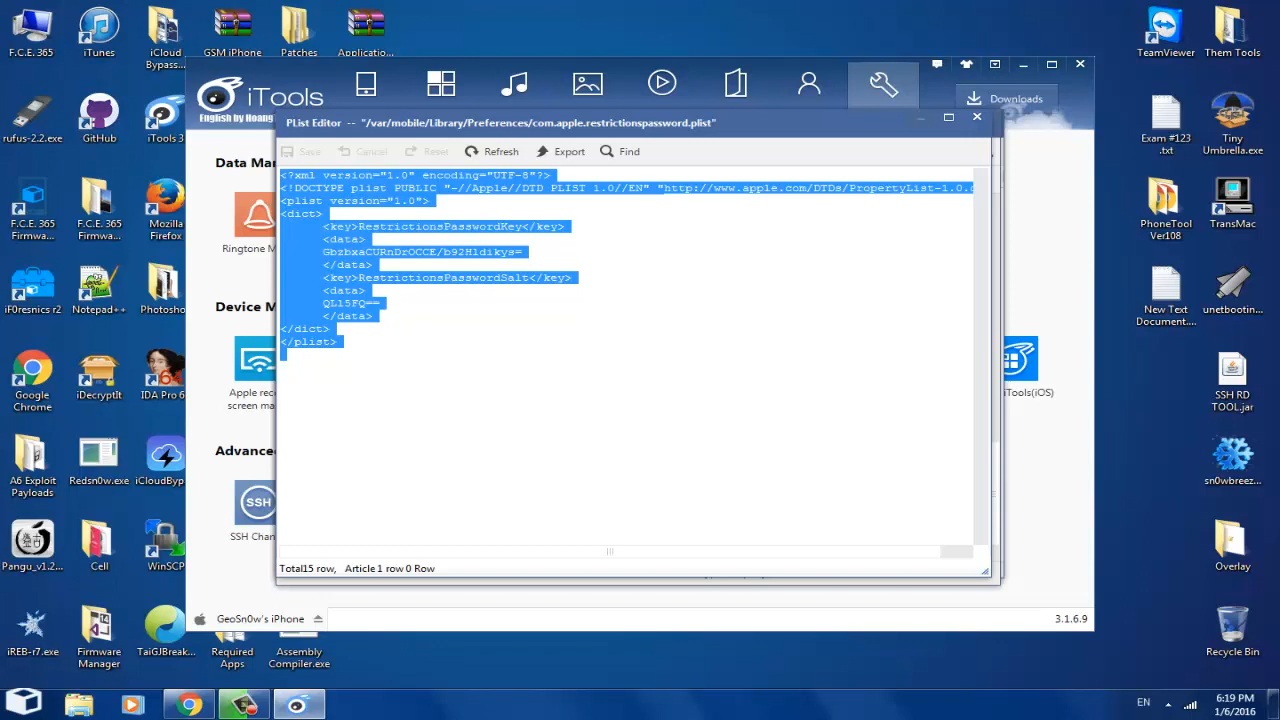 F.C.E. 365
iTunes
iCloud Bypass...
GSM iPhone
Patches
Applicatio...
TeamViewer
Them Tools
iTools
English by Hoang
Downloads
PList Editor -- "/var/mobile/Library/Preferences/com.apple.restrictionspassword.plist"
Save
Cancel
Reset
Refresh
Export
Find
<?xml version="1.0" encoding="UTF-8"?>
<!DOCTYPE plist PUBLIC "-//Apple//DTD PLIST 1.0//EN" "http://www.apple.com/DTDs/PropertyList-1.0.d
<plist version="1.0">
<dict>
<key>RestrictionsPasswordKey</key>
<data>
GbzbxaCURnDrOCCE/b92Hldikys=
</data>
<key>RestrictionsPasswordSalt</key>
<data>
QLl5FQ==
</data>
</dict>
</plist>
Total15 row, Article 1 row 0 Row
rufus-2.2.exe
GitHub
iTools 3
Data Ma
Exam #123 .txt
Tiny Umbrella.exe
F.C.E. 365 Firmwa...
F.C.E. 365 Firmwa...
Mozilla Firefox
Ringtone M
PhoneTool Ver108
TransMac
iF0resnics r2
Notepad++
Photosho...
Device M
New Text Document....
unetbootin...
Google Chrome
iDecryptIt
IDA Pro 6
Apple rec
screen ma
iTools(iOS)
SSH RD TOOL.jar
Advance
A6 Exploit Payloads
Redsn0w.exe
iCloudByp
SSH
SSH Chan
sn0wbreez...
Pangu_v1.2...
Cell
WinSCP
Overlay
GeoSn0w's iPhone
3.1.6.9
iREB-r7.exe
Firmware Manager
TaiGJBreak...
Required Apps
Assembly Compiler.exe
Recycle Bin
EN
6:19 PM
1/6/2016